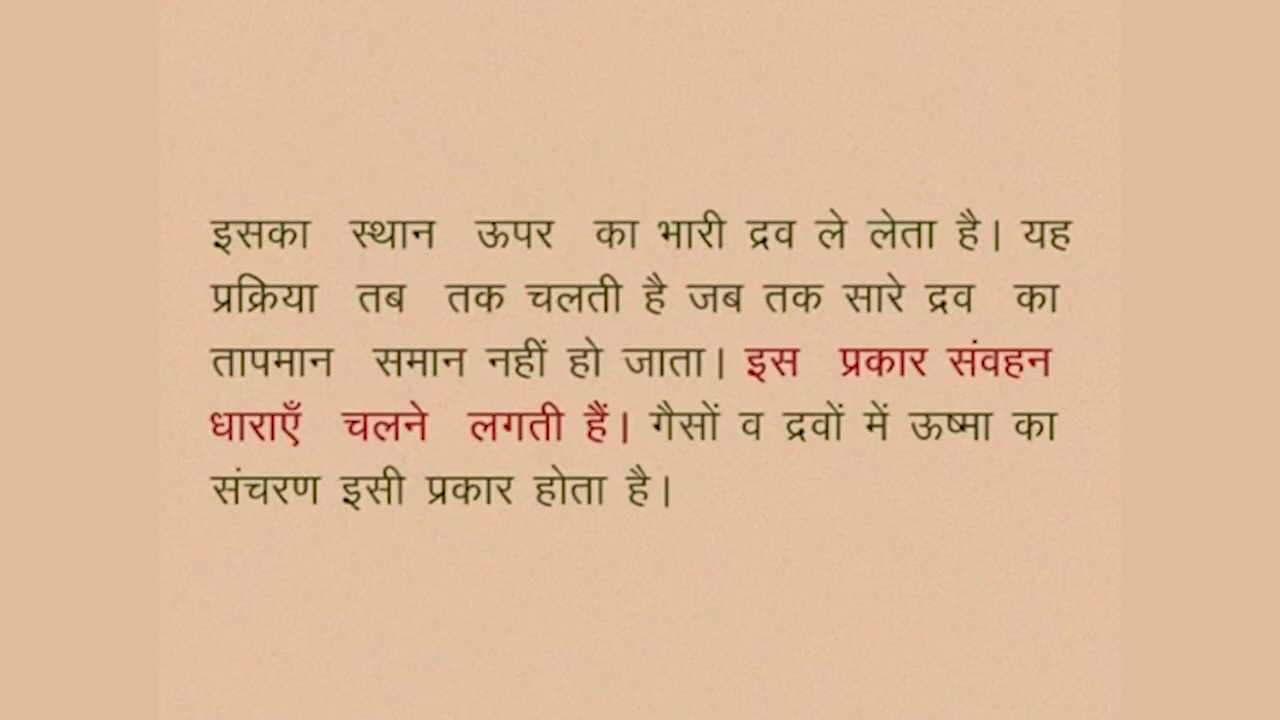 इसका स्थान ऊपर का भारी द्रव ले लेता है। यह
प्रक्रिया तब तक चलती है जब तक सारे द्रव का
तापमान समान नहीं हो जाता। इस प्रकार संवहन
धाराएँ चलने लगती हैं। गैसों व द्रवों में ऊष्मा का
संचरण इसी प्रकार होता है।